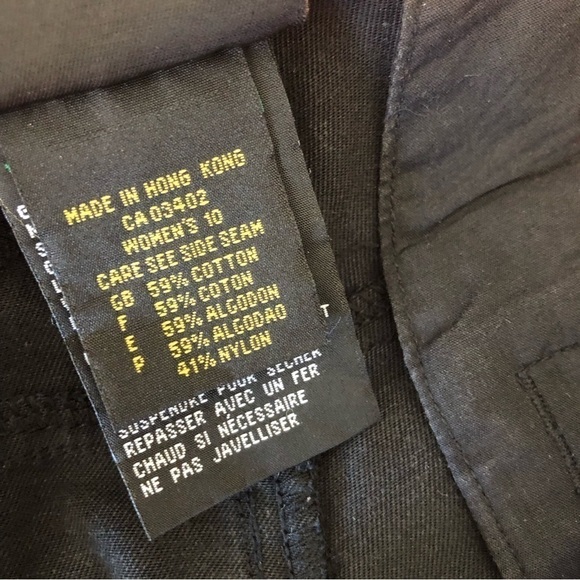 MADE IN HONG KONG
CA 03402
WOMEN'S 10
CARE SEE SIDE SEAM
GB 59% COTTON
F 59% COTON
E 59% ALGODON
P 59% ALGODAO
41% NYLON
SUSPENDRE POUR SECHER
REPASSER AVEC UN FER
CHAUD SI NÉCESSAIRE
NE PAS JAVELLISER